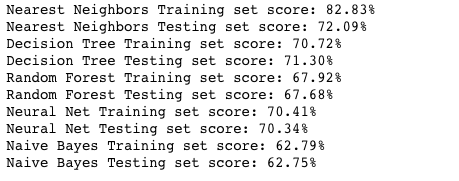 Nearest Neighbors Training set score: 82.83%
Nearest Neighbors Testing set score: 72.09%
Decision Tree Training set score: 70.72%
Decision Tree Testing set score: 71.30%
Random Forest Training set score: 67.92%
Random Forest Testing set score: 67.68%
Neural Net Training set score: 70.41%
Neural Net Testing set score: 70.34%
Naive Bayes Training set score: 62.79%
Naive Bayes Testing set score: 62.75%